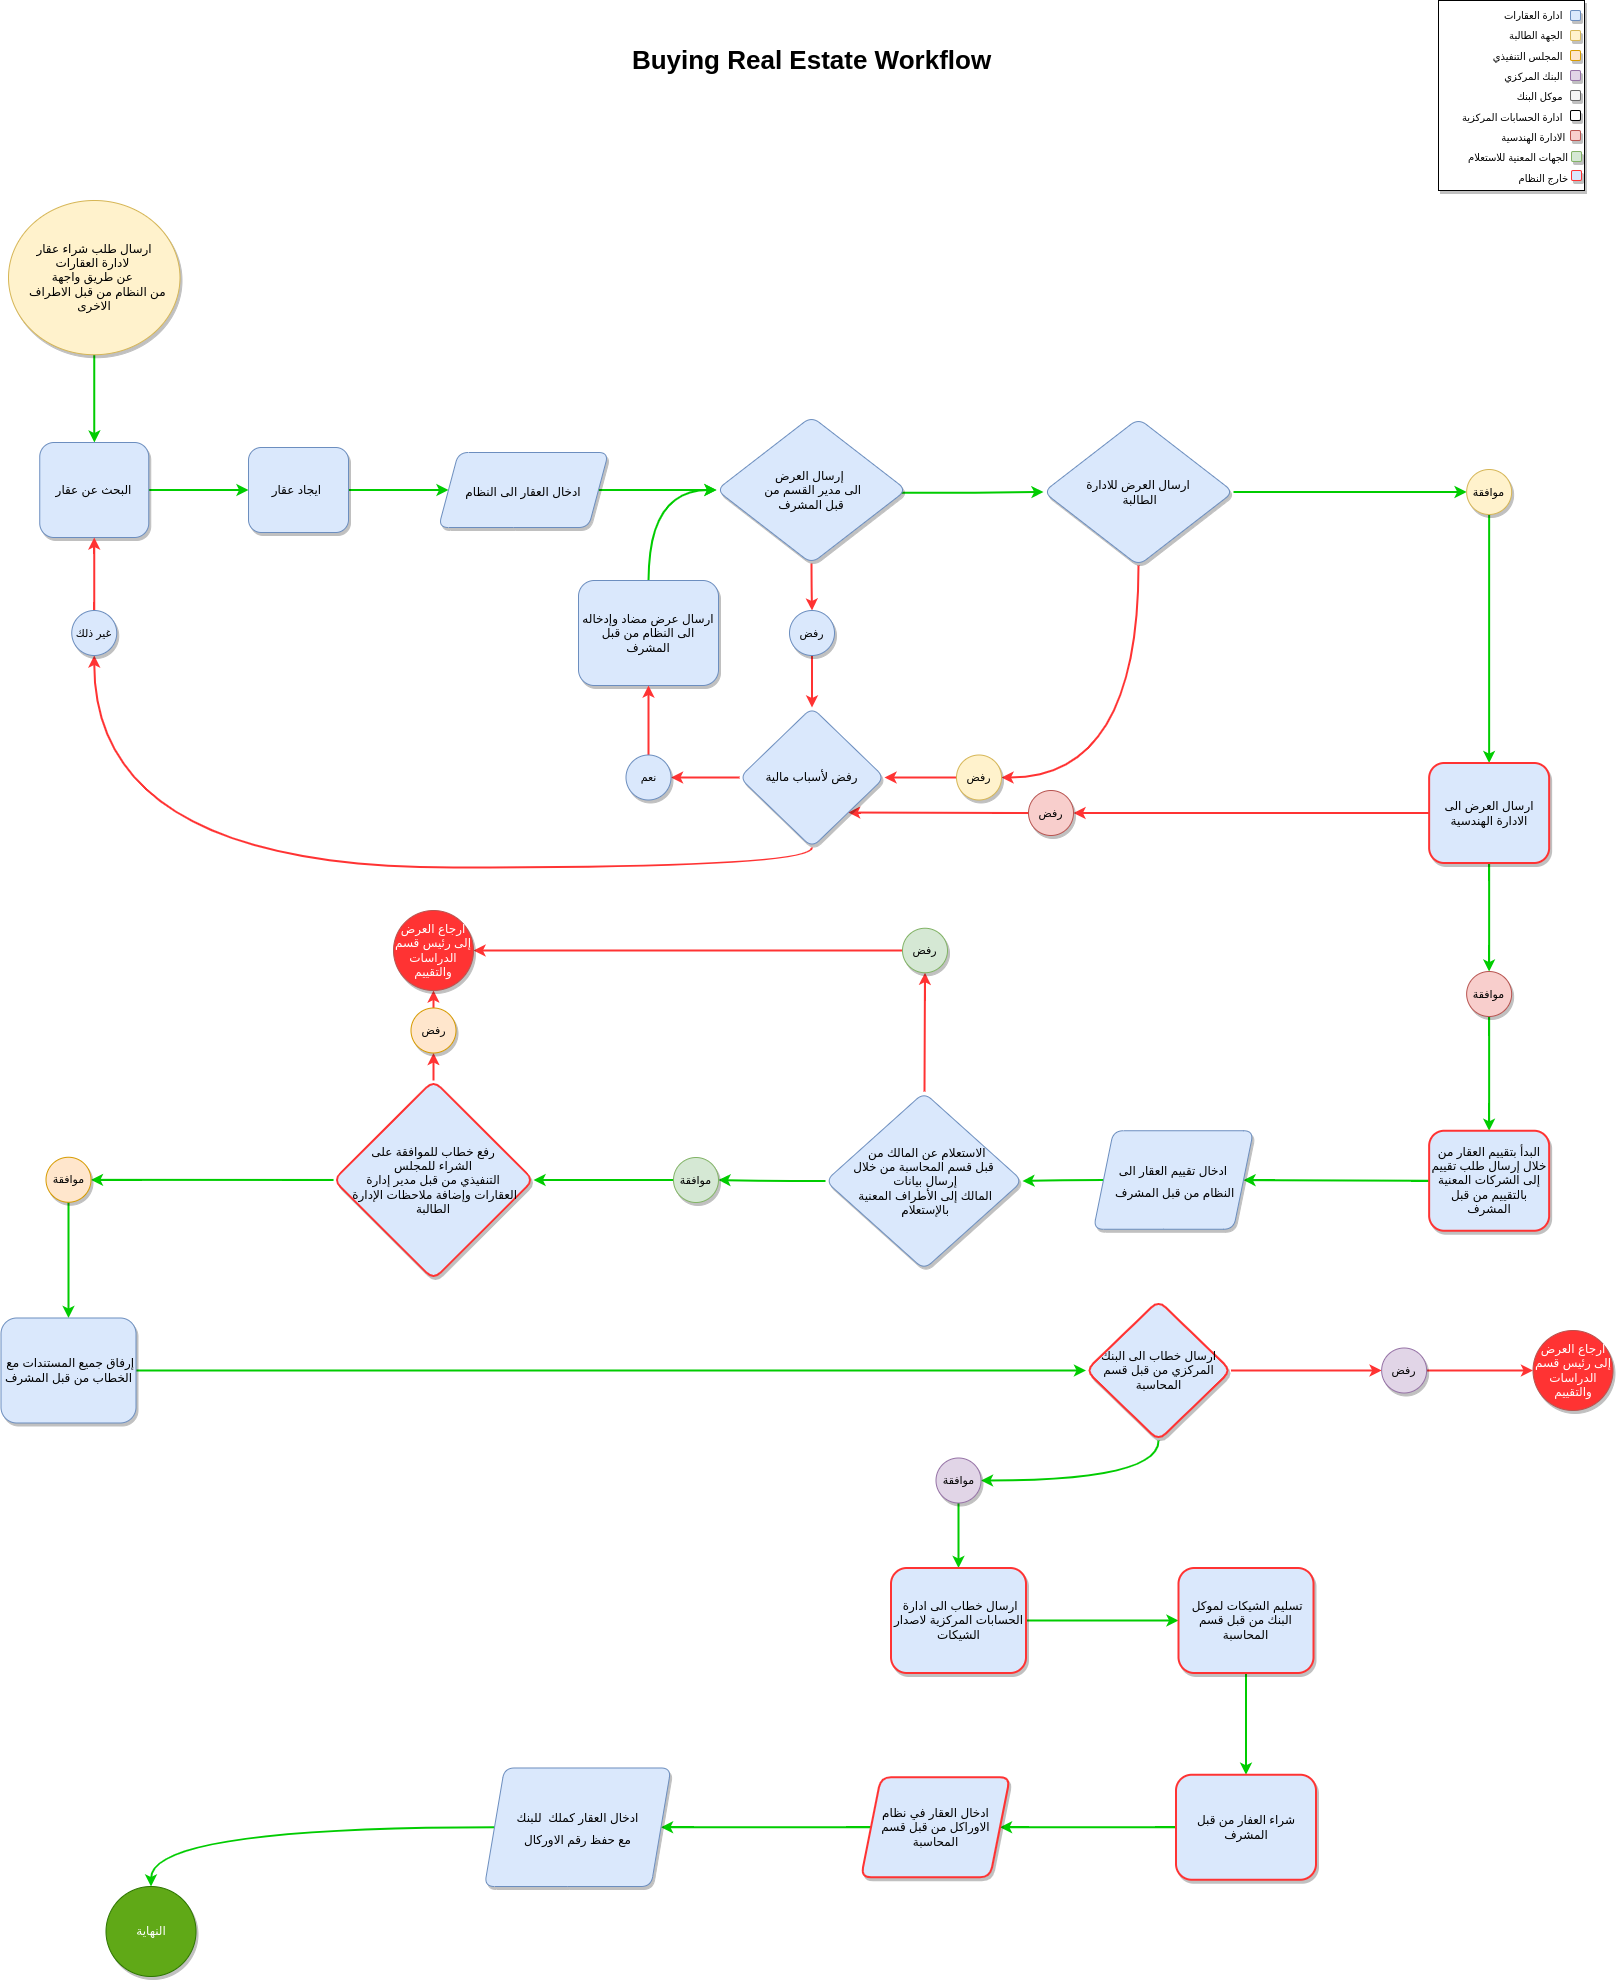 Buying Real Estate Workflow
ادارة العقارات
الجهة الطالبة
المجلس التنفيذي
البنك المركزي
موكل البنك
ادارة الحسابات المركزية
الادارة الهندسية
الجهات المعنية للاستعلام
خارج النظام
ارسال طلب شراء عقار
لادارة العقارات
عن طريق واجهة
من النظام من قبل الاطراف
الاخرى
البحث عن عقار
ايجاد عقار
ادخال العقار الى النظام
إرسال العرض
الى مدير القسم من
قبل المشرف
ارسال العرض للادارة
الطالبة
موافقة
غير ذلك
ارسال عرض مضاد وإدخاله
الى النظام من قبل
المشرف
رفض
نعم
رفض لأسباب مالية
رفض
رفض
ارسال العرض الى
الادارة الهندسية
ارجاع العرض
إلى رئيس قسم
الدراسات
والتقييم
رفض
موافقة
رفض
موافقة
رفع خطاب للموافقة على
الشراء للمجلس
التنفيذي من قبل مدير إدارة
العقارات وإضافة ملاحظات الإدارة
الطالبة
موافقة
الاستعلام عن المالك من
قبل قسم المحاسبة من خلال
إرسال بيانات
المالك إلى الأطراف المعنية
بالإستعلام
ادخال تقييم العقار الى
النظام من قبل المشرف
البدأ بتقييم العقار من
خلال إرسال طلب تقييم
إلى الشركات المعنية
بالتقييم من قبل
المشرف
إرفاق جميع المستندات مع
الخطاب من قبل المشرف
ارسال خطاب الى البنك
المركزي من قبل قسم
المحاسبة
رفض
ارجاع العرض
إلى رئيس قسم
الدراسات
والتقييم
موافقة
ارسال خطاب الى ادارة
الحسابات المركزية لاصدار
الشيكات
تسليم الشيكات لموكل
البنك من قبل قسم
المحاسبة
ادخال العقار كملك للبنك
مع حفظ رقم الاوركال
ادخال العقار في نظام
الاوراكل من قبل قسم
المحاسبة
شراء العفار من قبل
المشرف
النهاية